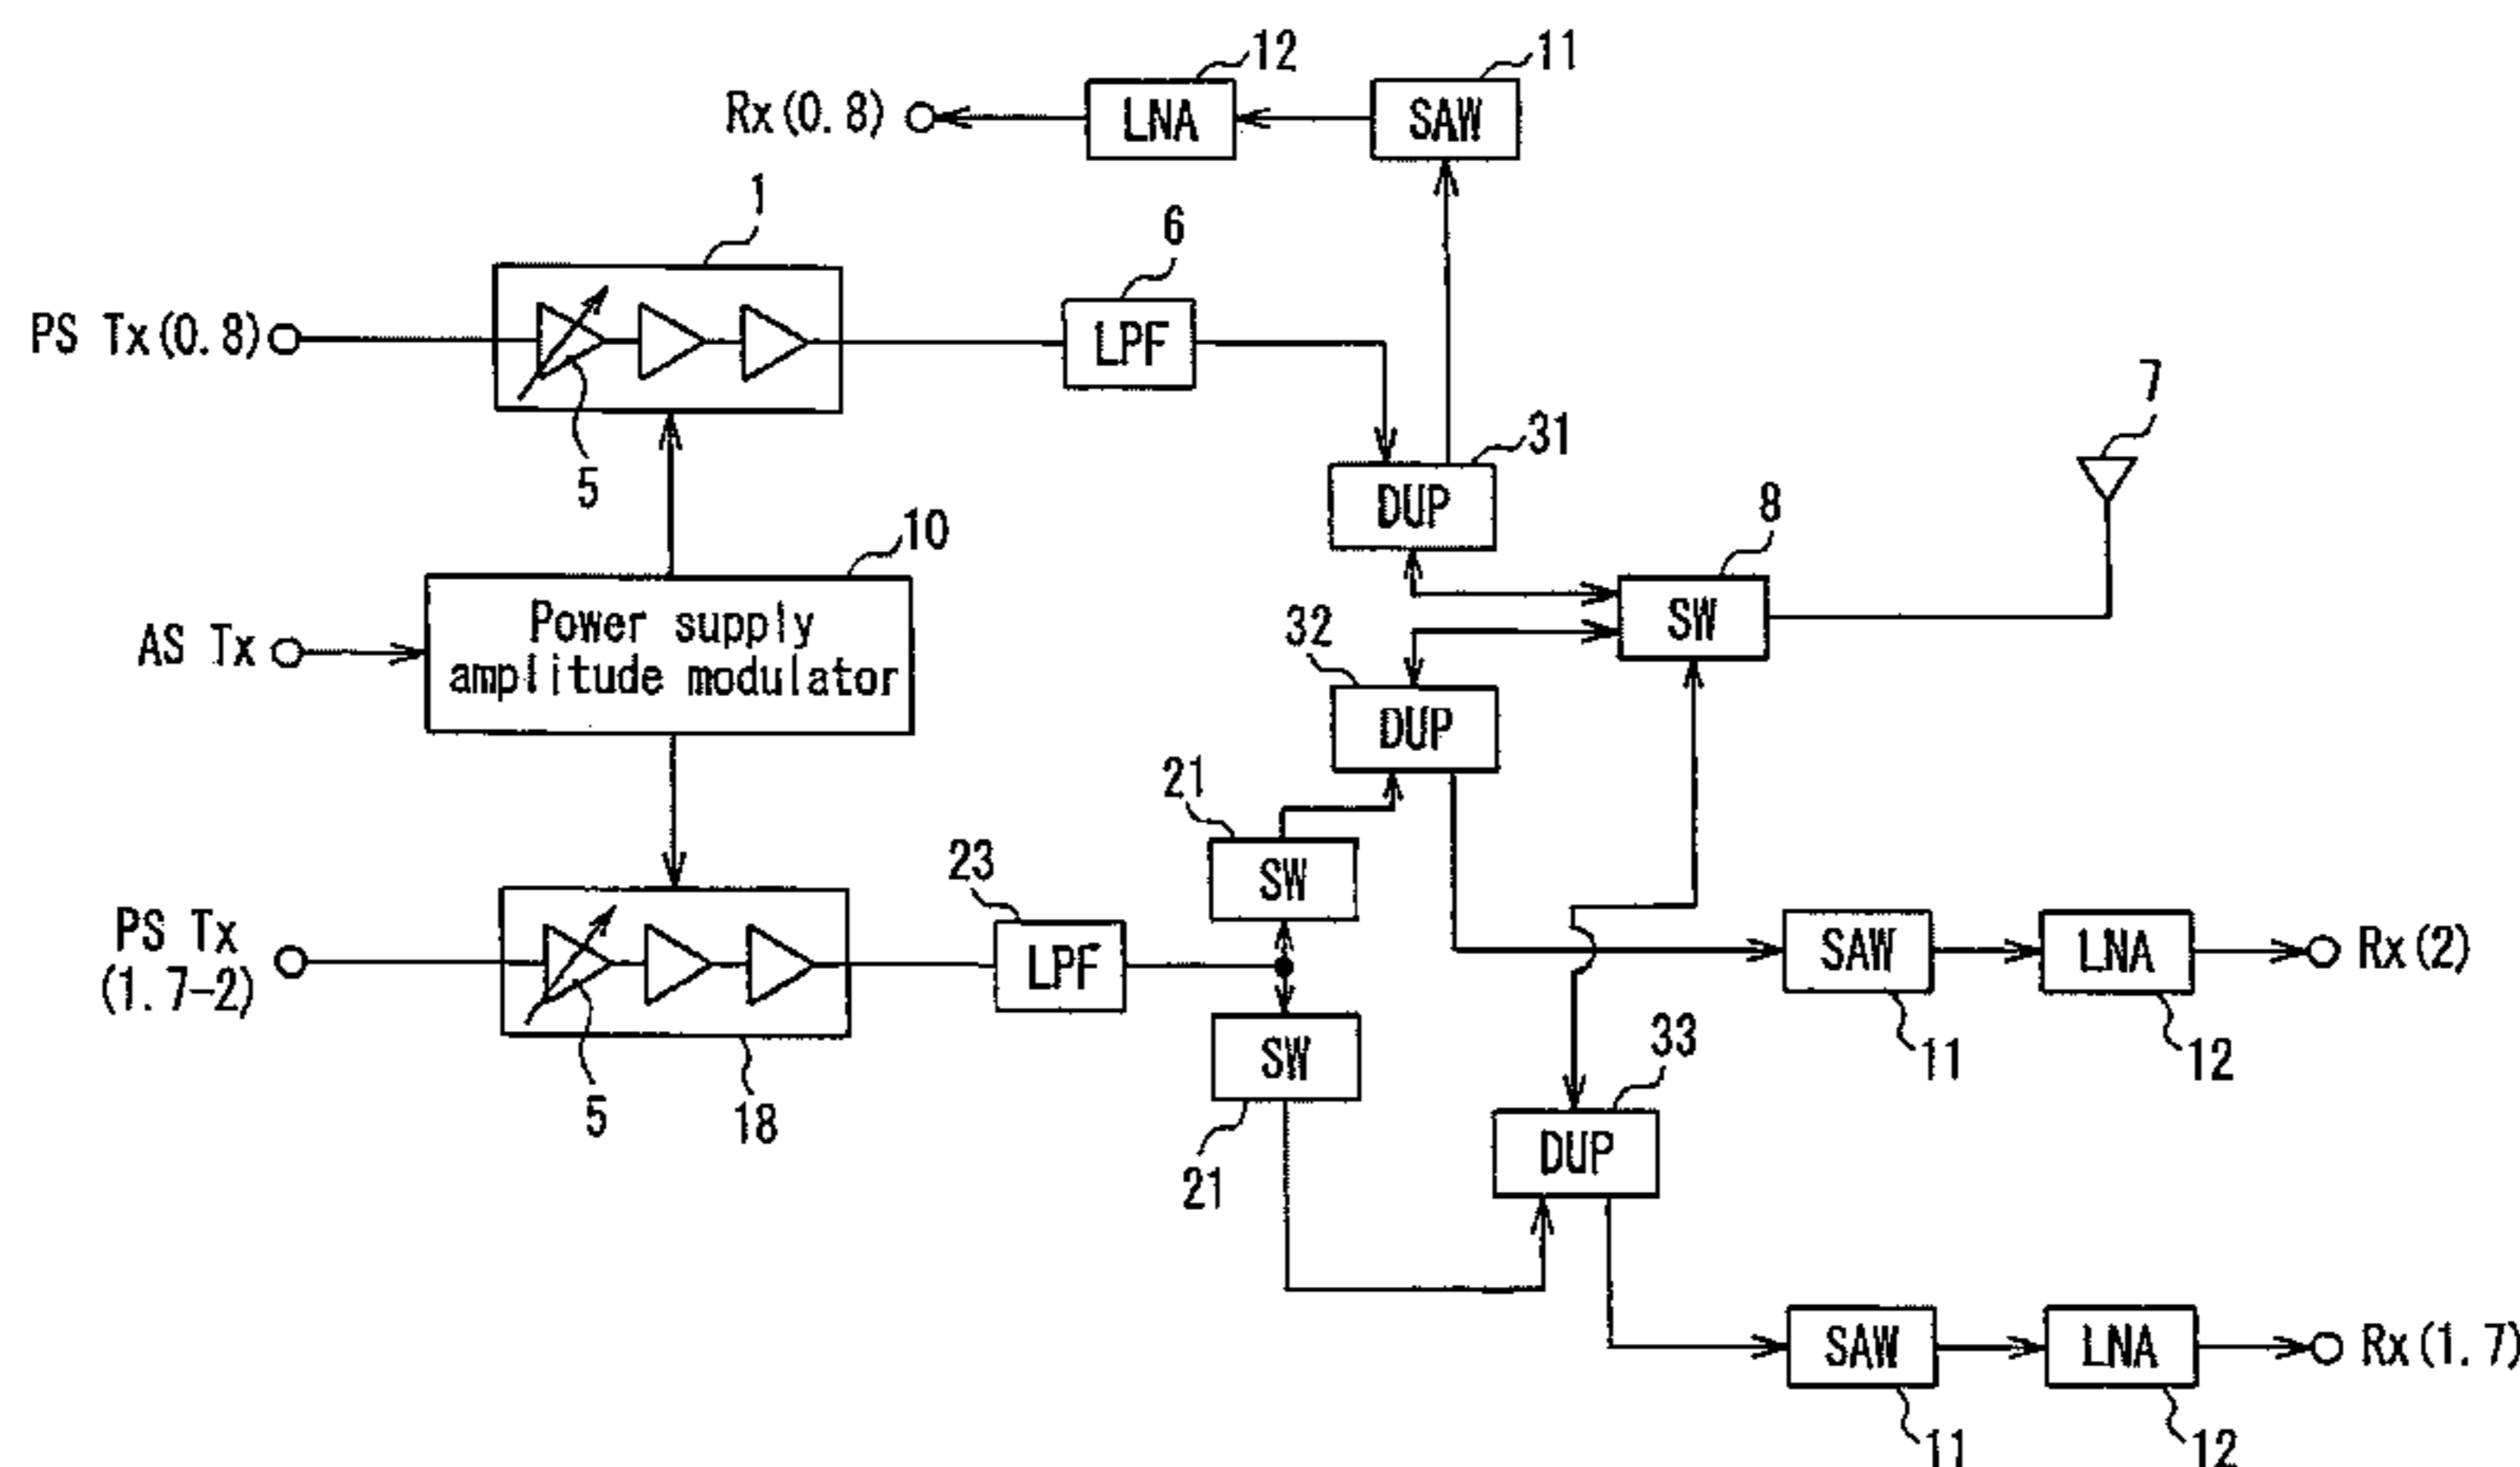 12
11
Rx(0.8)
LNA
SAW
1
6
PS Tx(0.8)
LPF
7
5
31
DUP
10
8
Power supply
amplitude modulator
AS Tx
32
SW
DUP
21
23
SW
PS Tx
(1.7-2)
LPF
SAW
LNA
Rx(2)
SW
33
11
12
5
18
21
DUP
SAW
LNA
Rx(1.7)
11
12